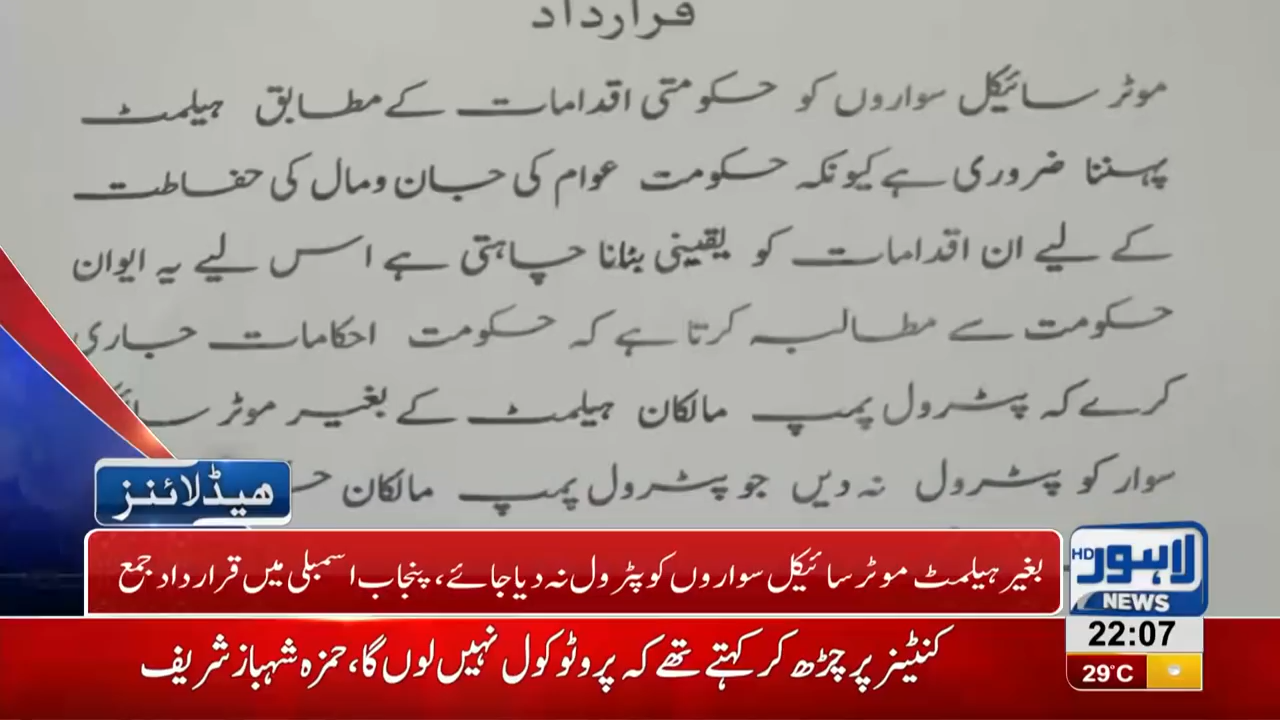 قرارداد
موٹر سائیکل سواروں کو حکومتی اقدامات کے مطابق ہیلمٹ
پہننا ضروری ہے کیونکہ حکومت عوام کی جان ومال کی حفاظت
کے لیے ان اقدامات کو یقینی بنانا چاہتی ہے اس لیے یہ ایوان
حکومت سے مطالبہ کرتا ہے کہ حکومت احکامات جاری
کرے کہ پٹرول پمپ مالکان ہیلمٹ کے بغیر موٹر
سوار کو پٹرول نہ دیں جو پٹرول پمپ مالکان
ھیڈلائنز
بغیر ہیلمٹ موٹر سائیکل سواروں کو پٹرول نہ دیا جائے، پنجاب اسمبلی میں قرارداد جمع
لاہور HD
NEWS
22:07
کنٹینر پر چڑھ کر کہتے تھے کہ پروٹوکول نہیں لوں گا، حمزہ شہباز شریف
29°C